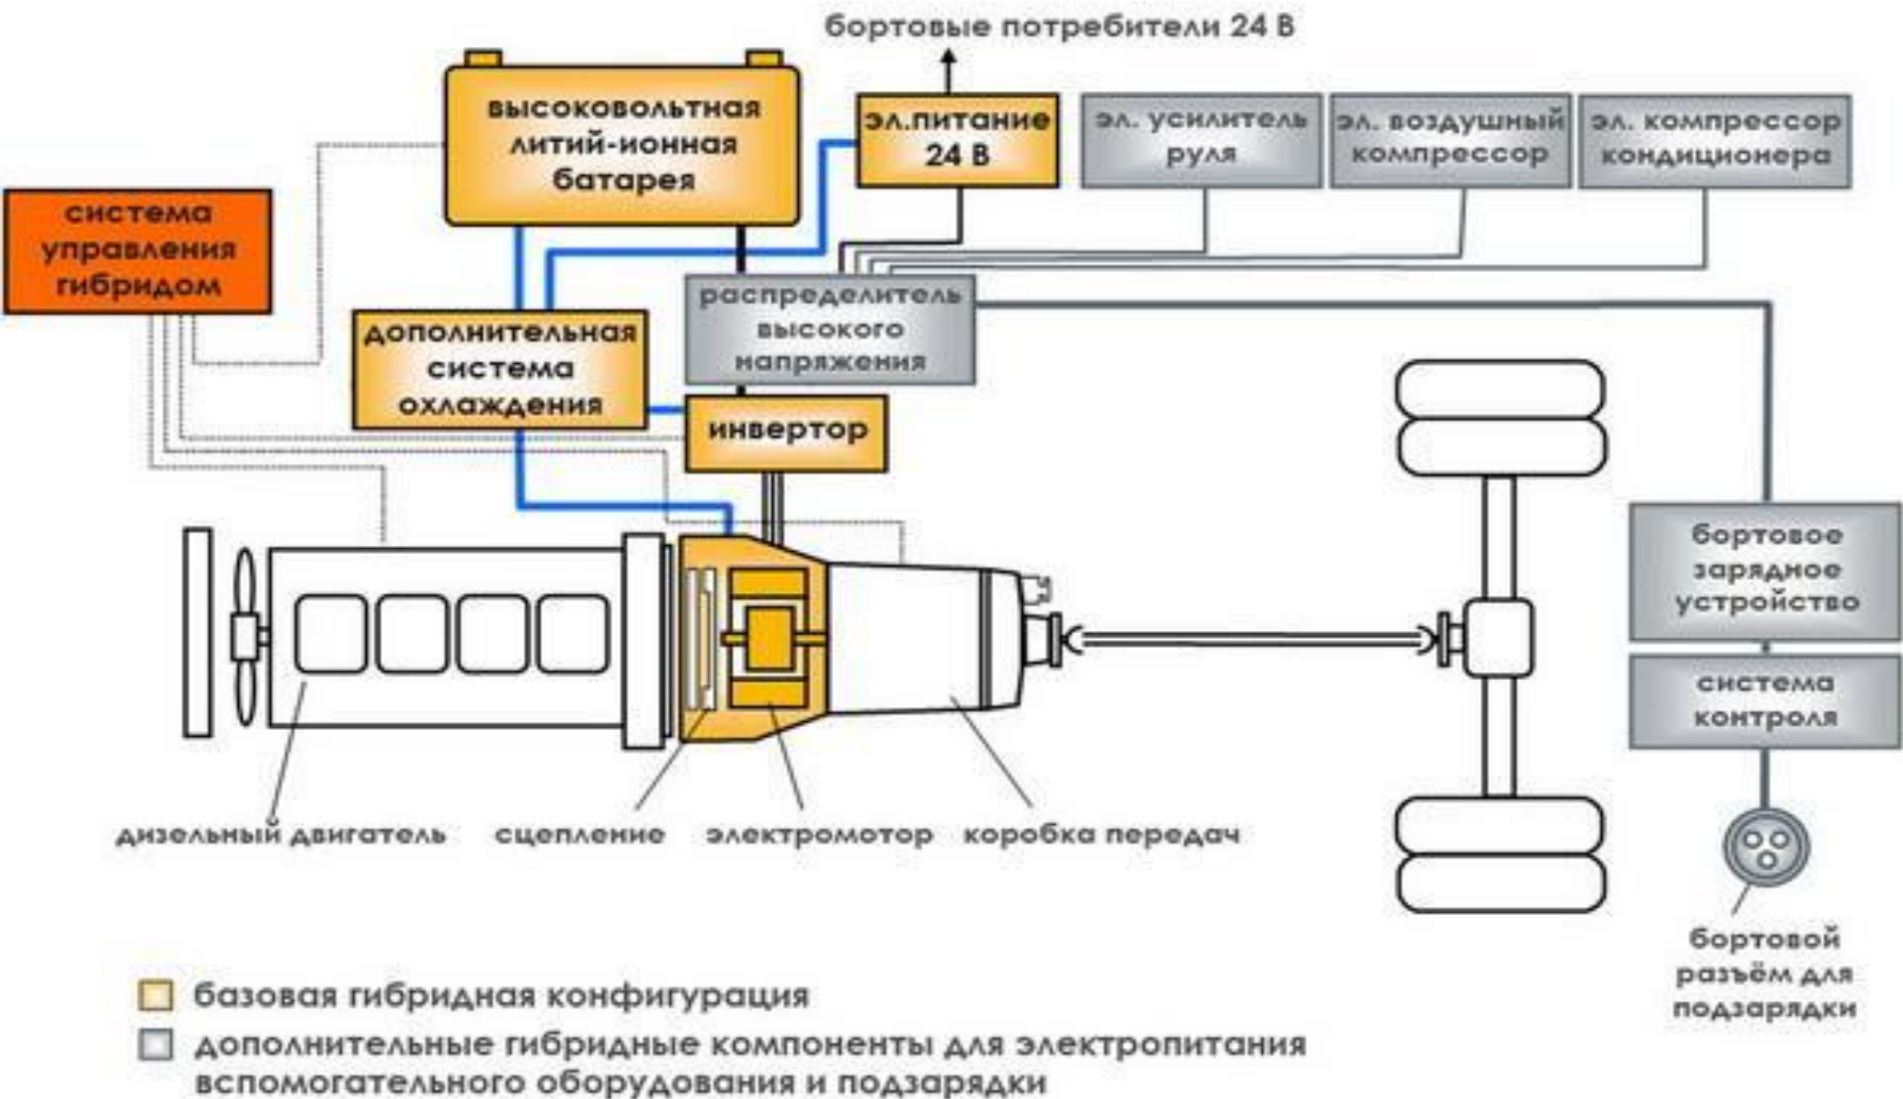 бортовые потребители 24 В
высоковольтная
литий-ионная
батарея
эл.питание
24 В
эл. усилитель
руля
эл. воздушный
компрессор
эл. компрессор
кондиционера
система
управления
гибридом
дополнительная
система
охлаждения
распределитель
высокого
напряжения
инвертор
бортовое
зарядное
устройство
система
контроля
дизельный двигатель
сцепление
электромотор
коробка передач
бортовой
разъём для
подзарядки
базовая гибридная конфигурация
дополнительные гибридные компоненты для электропитания
вспомогательного оборудования и подзарядки